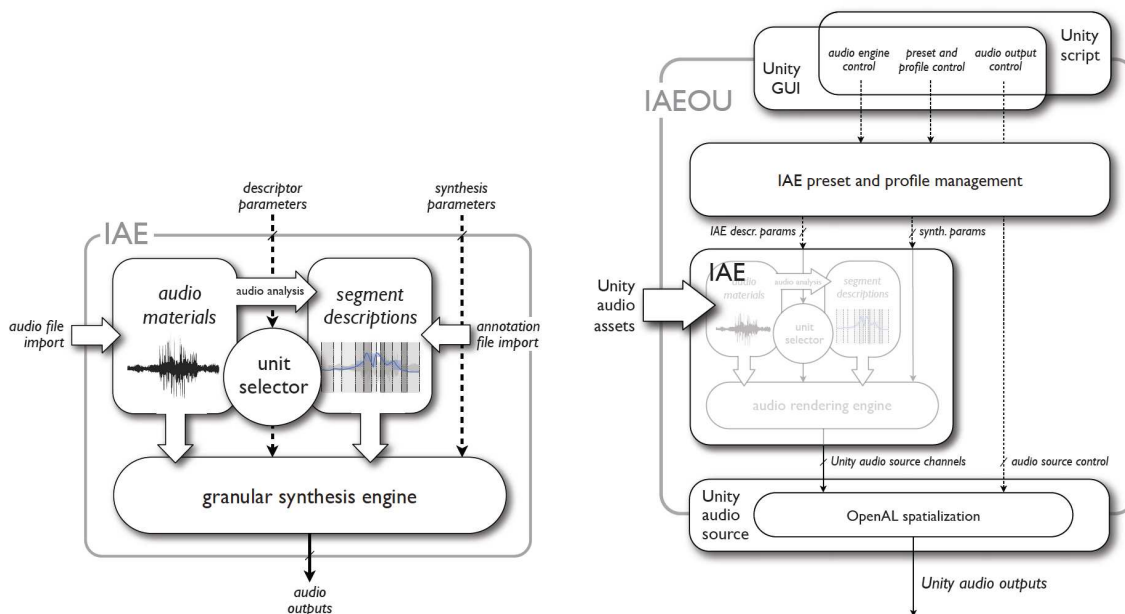 descriptor
parameters
synthesis
parameters
IAE
audio
materials
audio analysis
segment
descriptions
audio file
import
annotation
file import
unit
selector
granular synthesis engine
audio
outputs
Unity
script
audio engine
control
preset and
profile control
audio output
control
Unity
GUI
IAEOU
IAE preset and profile management
IAE descr. params
synth. params
IAE
Unity
audio
assets
audio
materials
audio analysis
segment
descriptions
unit
selector
audio rendering engine
Unity audio source channels
audio source control
Unity
audio
source
OpenAL spatialization
Unity audio outputs